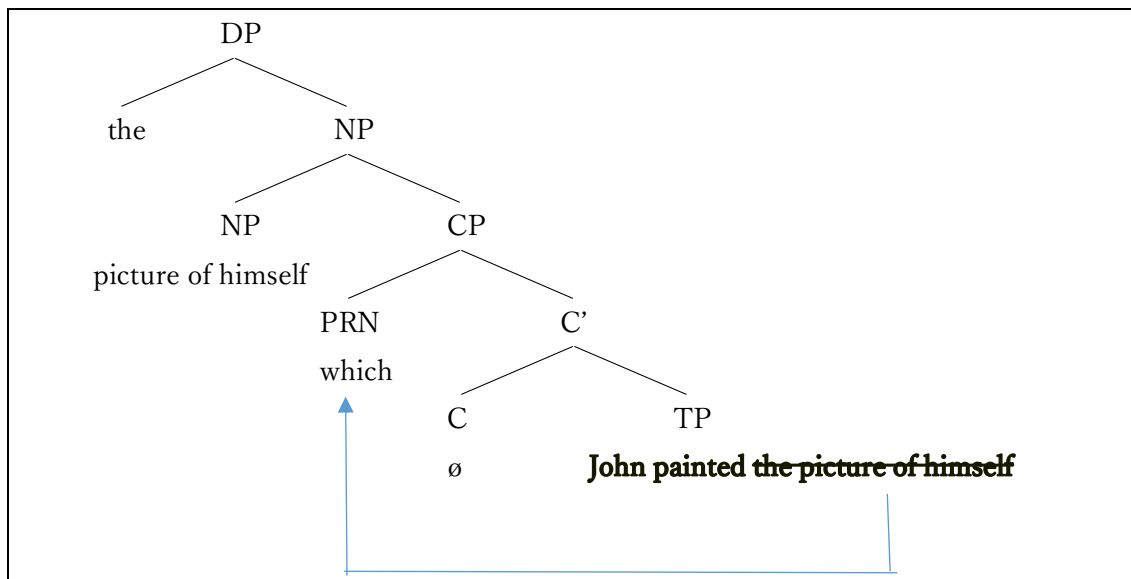 DP
the NP
NP CP
picture of himself
PRN C’
which
C TP
ø John painted the picture of himself